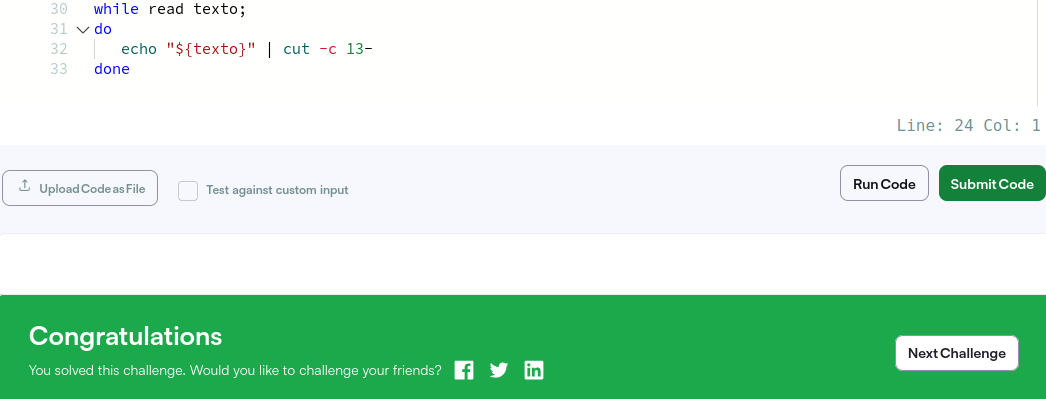 30 while read texto;
31 do
32 echo "${texto}" | cut -c 13-
33 done
Line: 24 Col: 1
Upload Code as File
Test against custom input
Run Code
Submit Code
Congratulations
You solved this challenge. Would you like to challenge your friends?
Next Challenge